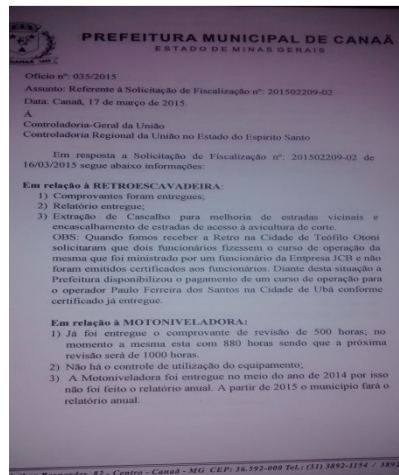 PREFEITURA MUNICIPAL DE CANAÃ
ESTADO DE MINAS GERAIS
Ofício nº: 035/2015
Assunto: Referente à Solicitação de Fiscalização nº: 201502209-02
Data: Canaã, 17 de março de 2015.
À
Controladoria-Geral da União
Controladoria Regional da União no Estado do Espírito Santo
Em resposta a Solicitação de Fiscalização nº: 201502209-02 de
16/03/2015 segue abaixo informações:
Em relação à RETROESCAVADEIRA:
1) Comprovantes foram entregues;
2) Relatório entregue;
3) Extração de Cascalho para melhoria de estradas vicinais e
encascalhamento de estradas de acesso à avicultura de corte.
OBS: Quando fomos receber a Retro na Cidade de Teófilo Otoni
solicitaram que dois funcionários fizessem o curso de operação da
mesma que foi ministrado por um funcionário da Empresa JCB e não
foram emitidos certificados aos funcionários. Diante desta situação a
Prefeitura disponibilizou o pagamento de um curso de operação para
o operador Paulo Ferreira dos Santos na Cidade de Ubá conforme
certificado já entregue.
Em relação à MOTONIVELADORA:
1) Já foi entregue o comprovante de revisão de 500 horas; no
momento a mesma esta com 880 horas sendo que a próxima
revisão será de 1000 horas.
2) Não há o controle de utilização do equipamento;
3) A Motoniveladora foi entregue no meio do ano de 2014 por isso
não foi feito o relatório anual. A partir de 2015 o município fará o
relatório anual.
82 - Centro - Canaã - MG CEP: 36.592-000 Tel.: (31) 3892-1154 / 3892